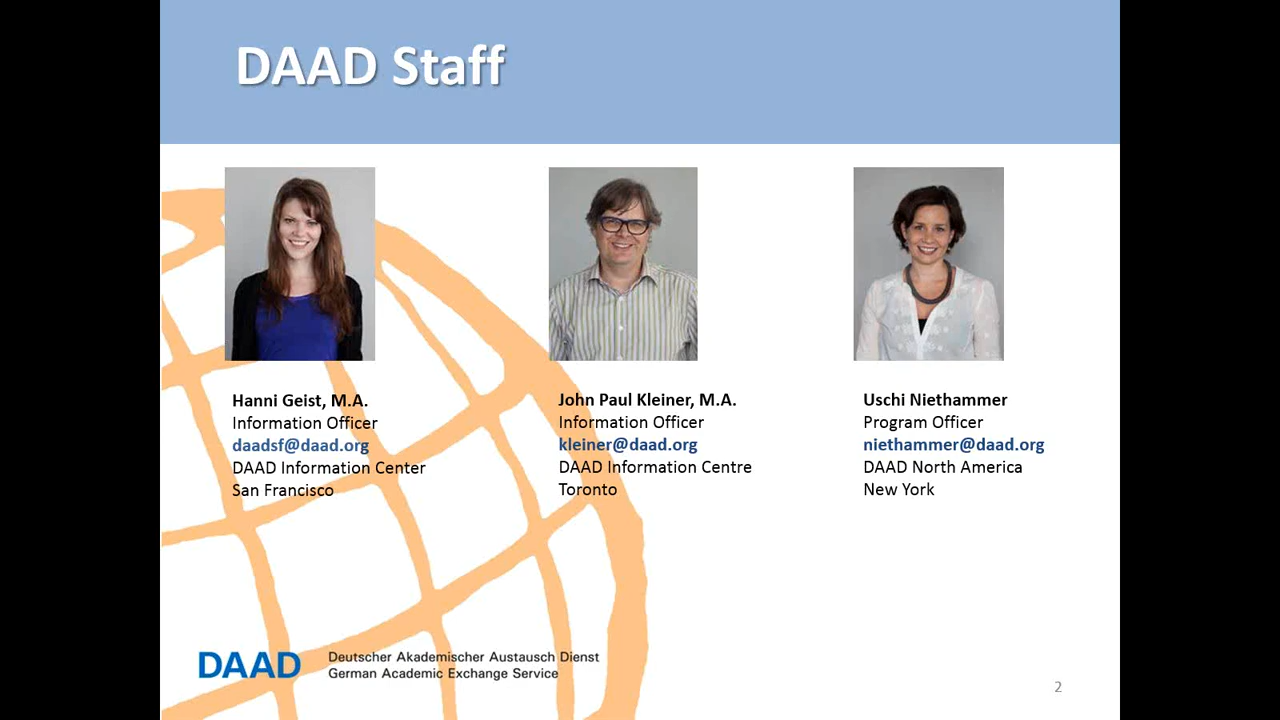 DAAD Staff
Hanni Geist, M.A.
Information Officer
daadsf@daad.org
DAAD Information Center
San Francisco
John Paul Kleiner, M.A.
Information Officer
kleiner@daad.org
DAAD Information Centre
Toronto
Uschi Niethammer
Program Officer
niethammer@daad.org
DAAD North America
New York
DAAD
Deutscher Akademischer Austausch Dienst
German Academic Exchange Service
2